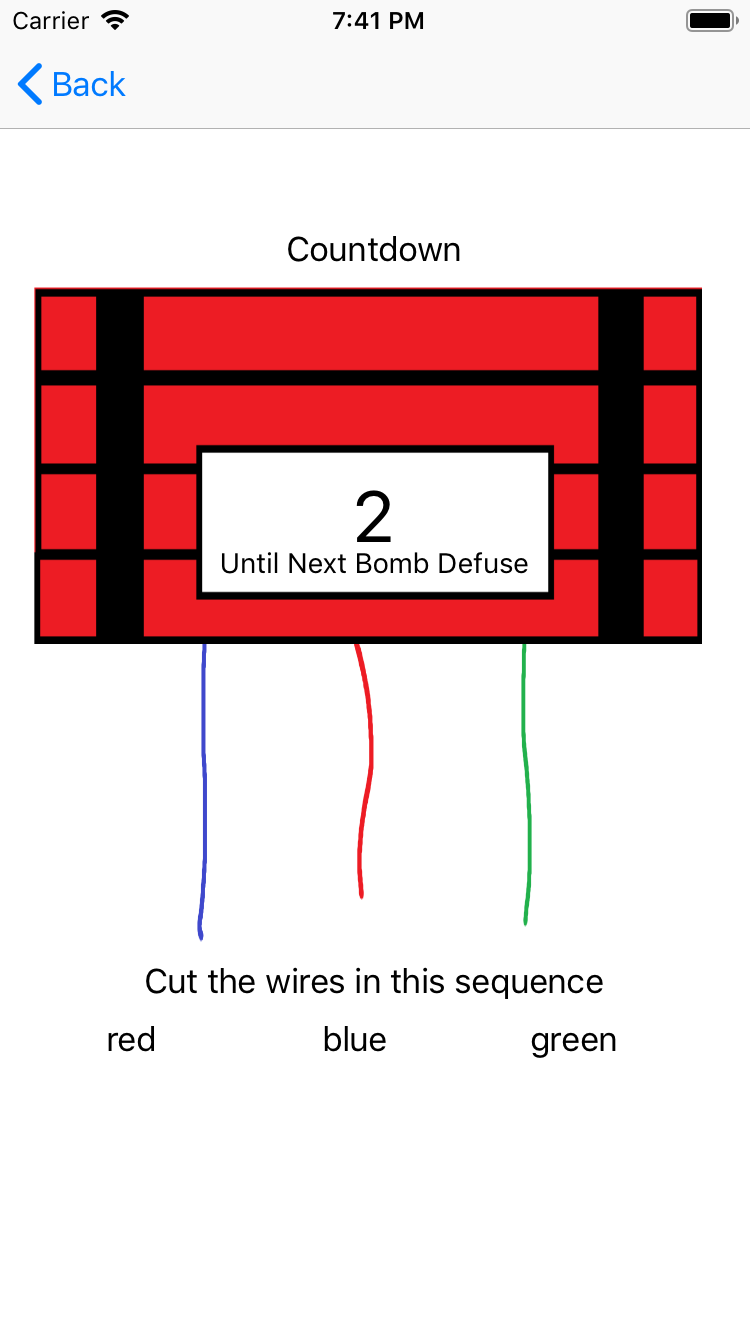 Carrier 7:41 PM
Back
Countdown
2
Until Next Bomb Defuse
Cut the wires in this sequence
red blue green